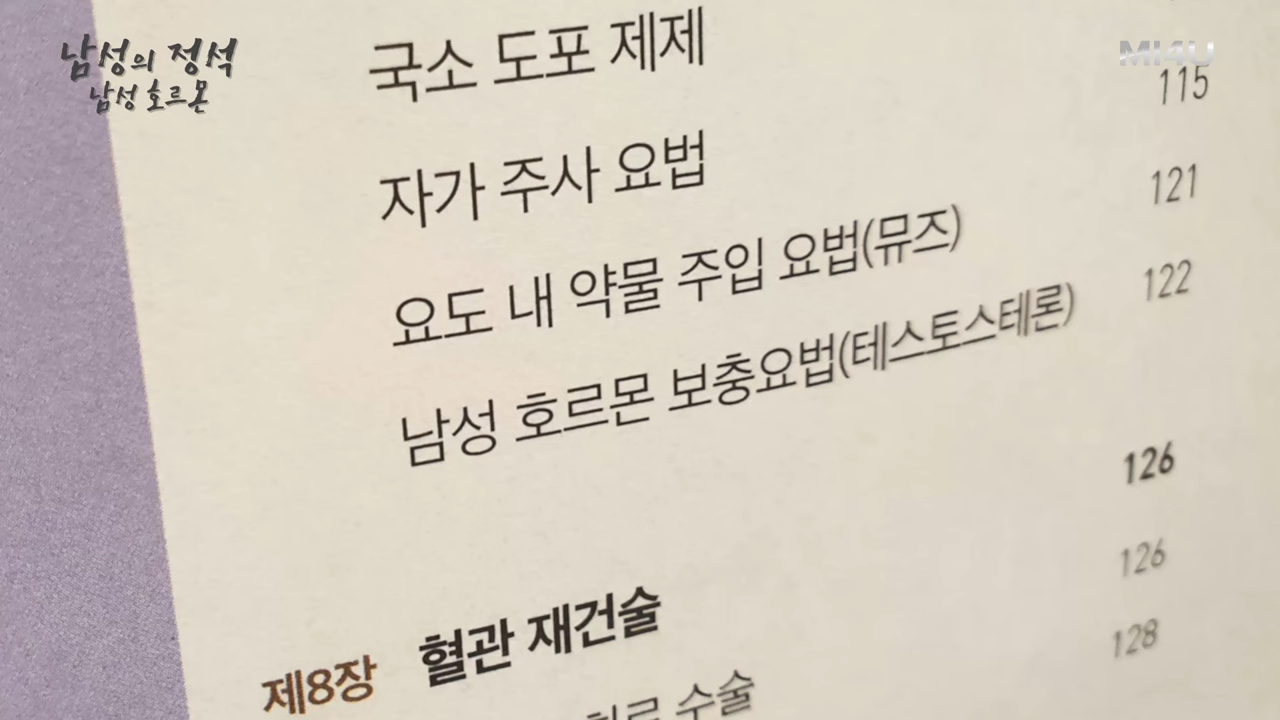 남성의 정석
남성 호르몬
MI4U
국소 도포 제제
자가 주사 요법 115
요도 내 약물 주입 요법(뮤즈) 121
남성 호르몬 보충요법(테스토스테론) 122
제8장 혈관 재건술 126
수술 126
128